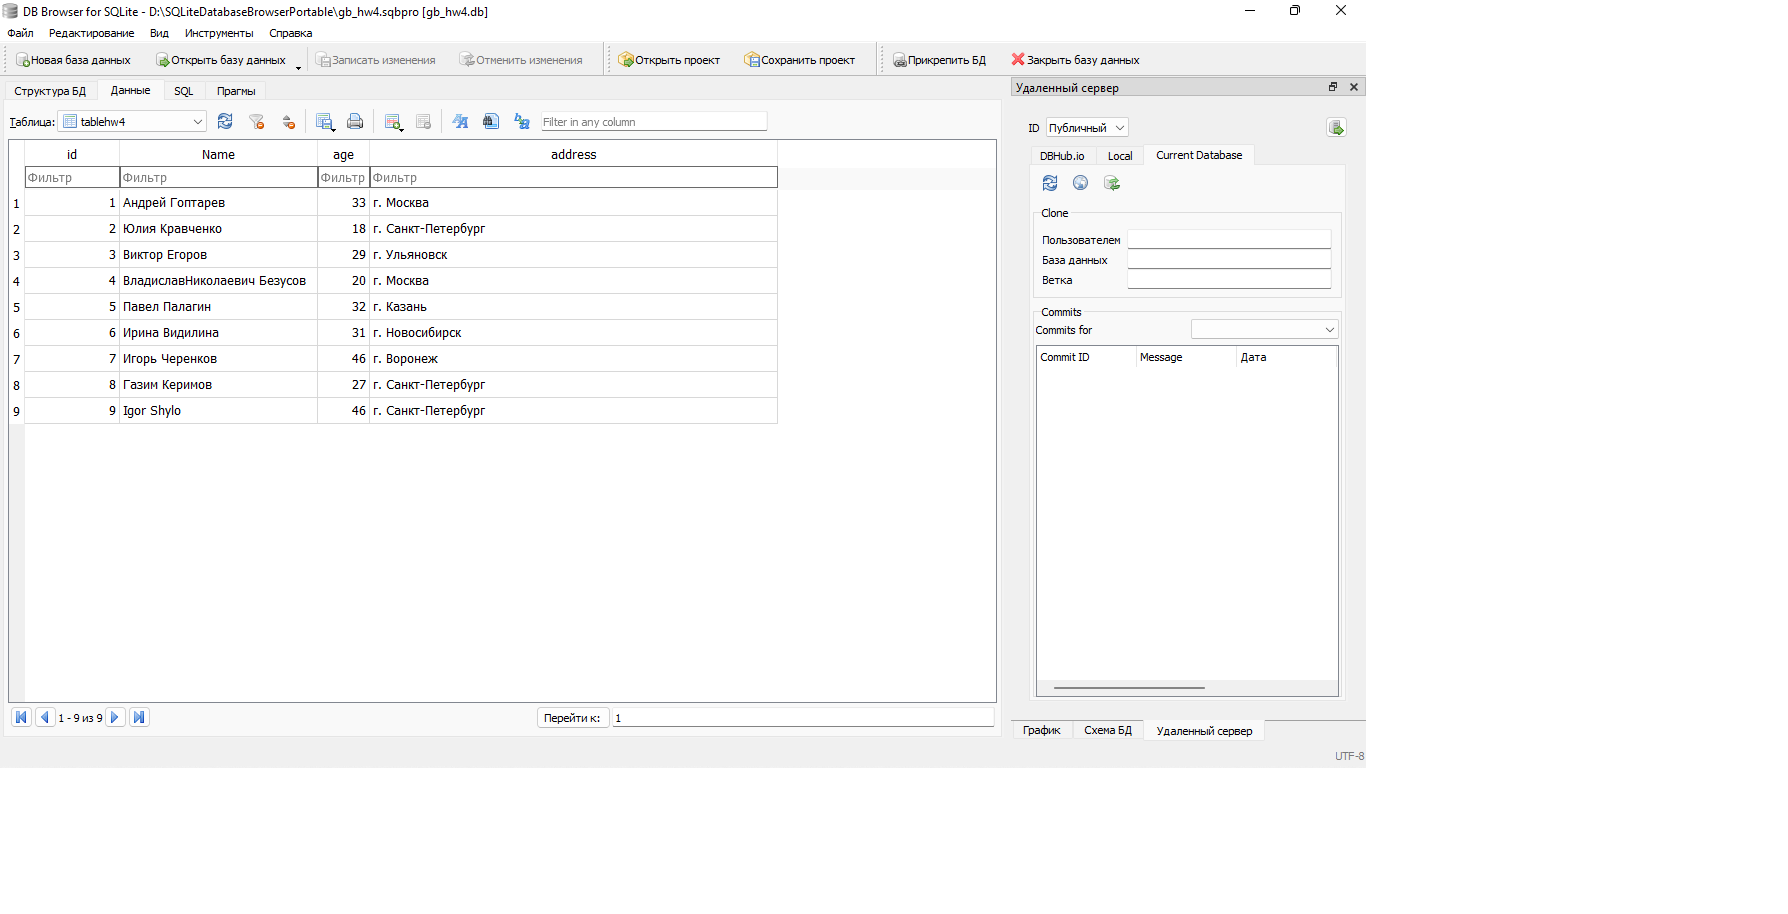 DB Browser for SQLite - D:\SQLiteDatabaseBrowserPortable\gb_hw4.sqbpro [gb_hw4.db]
Файл Редактирование Вид Инструменты Справка
Новая база данных Открыть базу данных Записать изменения Отменить изменения Открыть проект Сохранить проект Прикрепить БД Закрыть базу данных
Структура БД Данные SQL Прагмы
Таблица: tablehw4 Filter in any column
id Name age address
Фильтр Фильтр Фильтр Фильтр
1 1 Андрей Гоптарев 33 г. Москва
2 2 Юлия Кравченко 18 г. Санкт-Петербург
3 3 Виктор Егоров 29 г. Ульяновск
4 4 ВладиславНиколаевич Безусов 20 г. Москва
5 5 Павел Палагин 32 г. Казань
6 6 Ирина Видилина 31 г. Новосибирск
7 7 Игорь Черенков 46 г. Воронеж
8 8 Газим Керимов 27 г. Санкт-Петербург
9 9 Igor Shylo 46 г. Санкт-Петербург
1 - 9 из 9 Перейти к: 1
Удаленный сервер
ID Публичный
DBHub.io Local Current Database
Clone
Пользователем
База данных
Ветка
Commits
Commits for
Commit ID Message Дата
График Схема БД Удаленный сервер
UTF-8